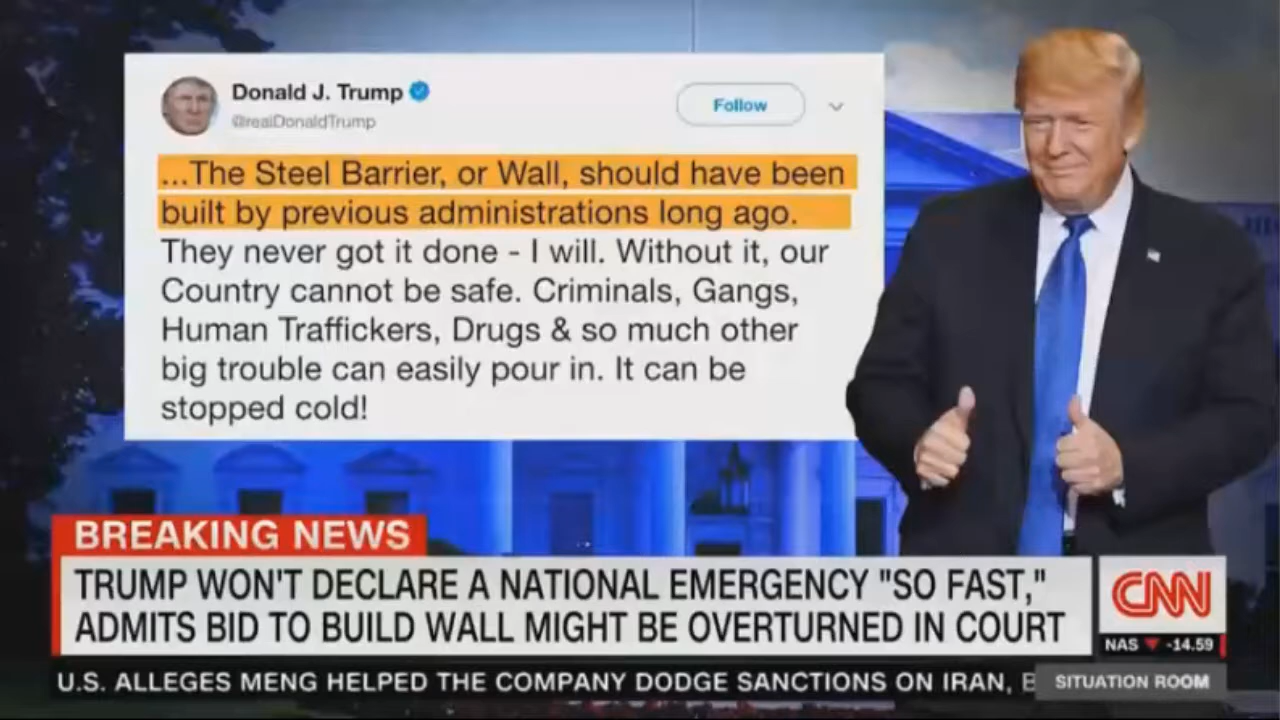 Donald J. Trump
@realDonaldTrump
Follow
...The Steel Barrier, or Wall, should have been
built by previous administrations long ago.
They never got it done - I will. Without it, our
Country cannot be safe. Criminals, Gangs,
Human Traffickers, Drugs & so much other
big trouble can easily pour in. It can be
stopped cold!
BREAKING NEWS
TRUMP WON'T DECLARE A NATIONAL EMERGENCY "SO FAST,"
ADMITS BID TO BUILD WALL MIGHT BE OVERTURNED IN COURT
CNN
NAS ▼ -14.59
U.S. ALLEGES MENG HELPED THE COMPANY DODGE SANCTIONS ON IRAN,
SITUATION ROOM